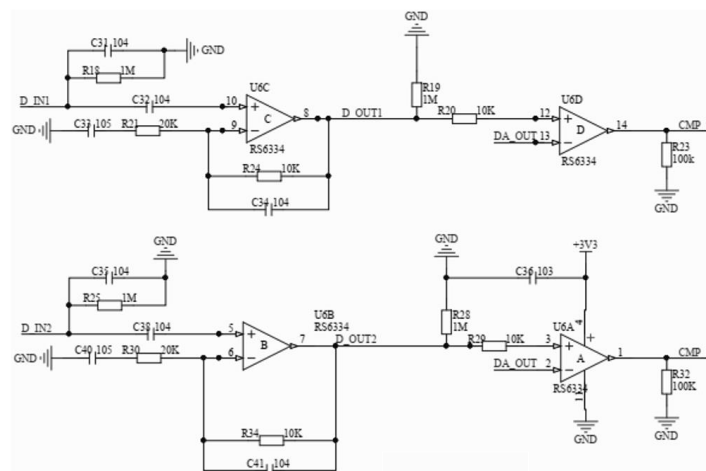 C31 104
GND
R18 1M
D_IN1
C32 104
U6C
10
+
8
D_OUT1
GND
C33 105
R21 20K
9
−
C
RS6334
R24 10K
C34 104
GND
R19
1M
R20 10K
U6D
12
+
DA_OUT 13
−
D
14
CMP
RS6334
R23
100k
GND
GND
C35 104
R25 1M
D_IN2
C38 104
U6B
RS6334
5
+
7
D_OUT2
GND
C40 105
R30 20K
6
−
B
R34 10K
C41 104
GND
C36 103
+3V3
R28
1M
4
+
U6A
R29 10K
3
+
DA_OUT 2
−
A
1
CMP
RS6334
R32
100K
GND
GND